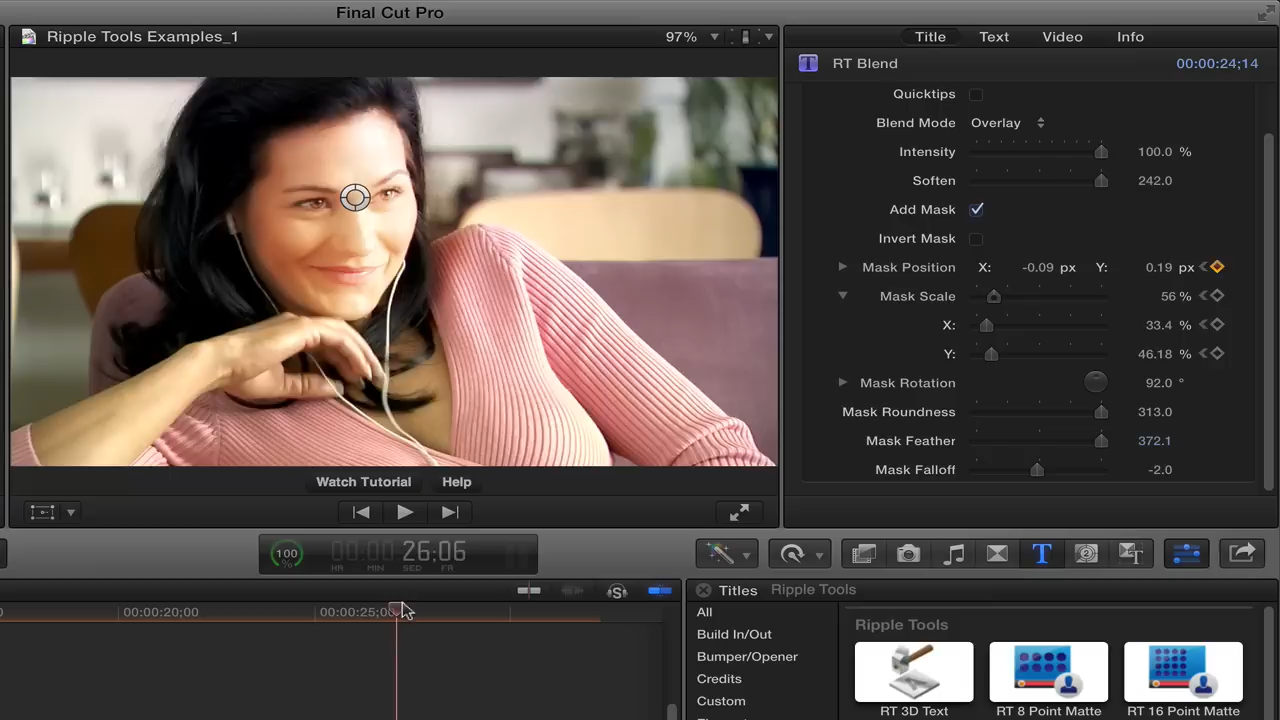 Final Cut Pro
Ripple Tools Examples_1
97%
Title Text Video Info
RT Blend 00:00:24;14
Quicktips
Blend Mode Overlay
Intensity 100.0 %
Soften 242.0
Add Mask
Invert Mask
Mask Position X: -0.09 px Y: 0.19 px
Mask Scale 56 %
X: 33.4 %
Y: 46.18 %
Mask Rotation 92.0 °
Mask Roundness 313.0
Mask Feather 372.1
Mask Falloff -2.0
Watch Tutorial Help
100 % 00:00 26:06
HR MIN SEC FR
Titles Ripple Tools
00:00:20;00 00:00:25;00
All
Build In/Out
Bumper/Opener
Credits
Custom
Ripple Tools
RT 3D Text RT 8 Point Matte RT 16 Point Matte